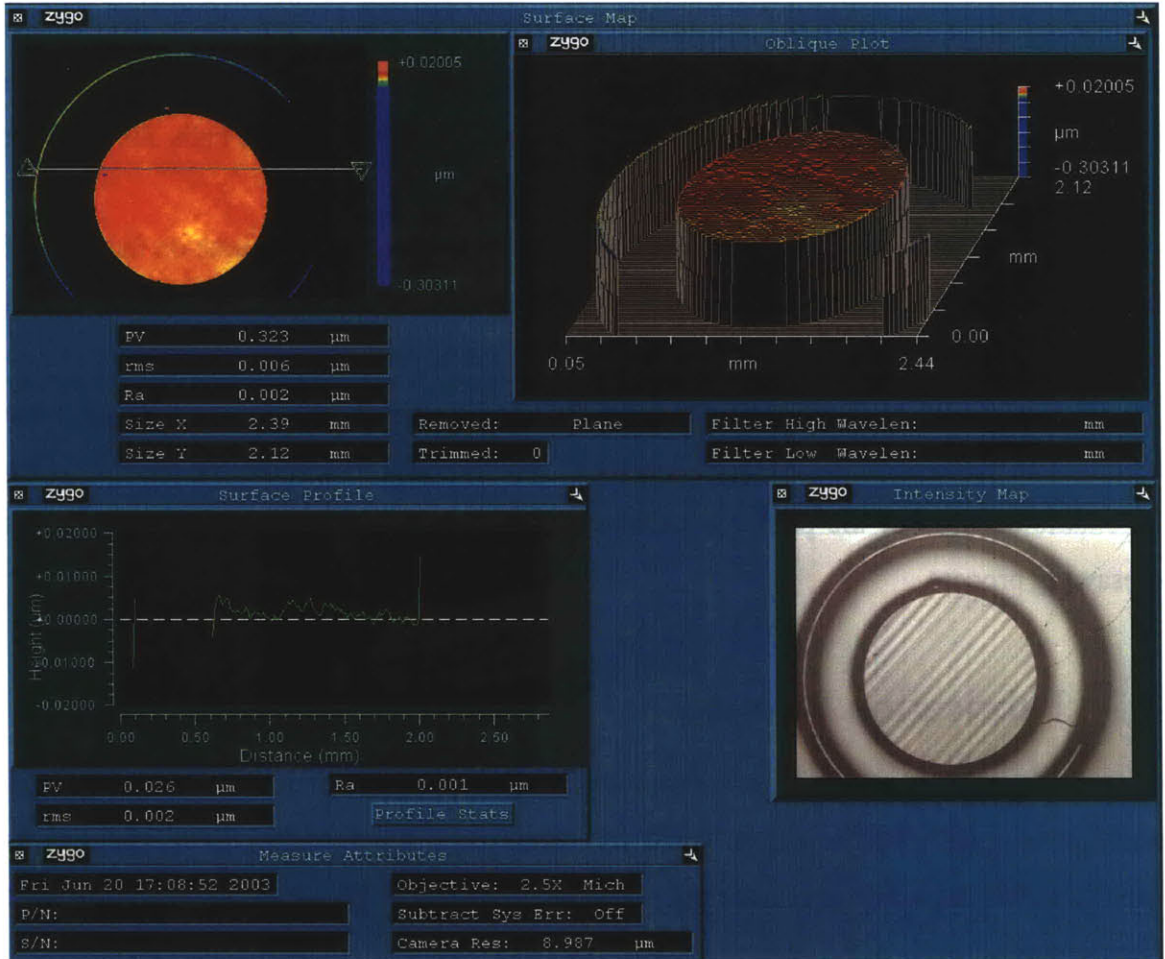 zygo Surface Map
+0.02005
µm
-0.30311
zygo Oblique Plot
+0.02005
µm
-0.30311
2.12
mm
0.00
0.05 mm 2.44
PV 0.323 µm
rms 0.006 µm
Ra 0.002 µm
Size X 2.39 mm
Size Y 2.12 mm
Removed: Plane
Trimmed: 0
Filter High Wavelen: mm
Filter Low Wavelen: mm
zygo Surface Profile
+0.02000
+0.01000
+0.00000
-0.01000
-0.02000
Height (µm)
0.00 0.50 1.00 1.50 2.00 2.50
Distance (mm)
PV 0.026 µm
rms 0.002 µm
Ra 0.001 µm
Profile Stats
zygo Intensity Map
zygo Measure Attributes
Fri Jun 20 17:08:52 2003
P/N:
S/N:
Objective: 2.5X Mich
Subtract Sys Err: Off
Camera Res: 8.987 µm